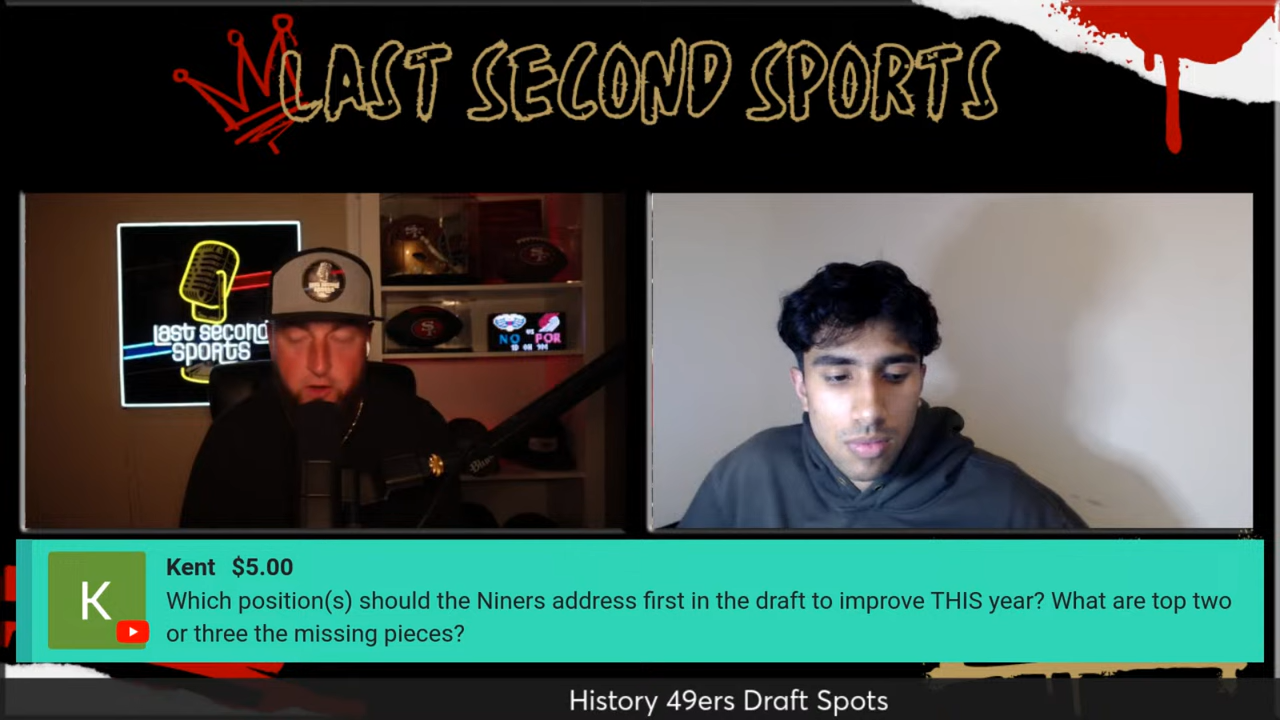 LAST SECOND SPORTS
last second
sports
NO VS POR
Kent $5.00
K
Which position(s) should the Niners address first in the draft to improve THIS year? What are top two
or three the missing pieces?
History 49ers Draft Spots